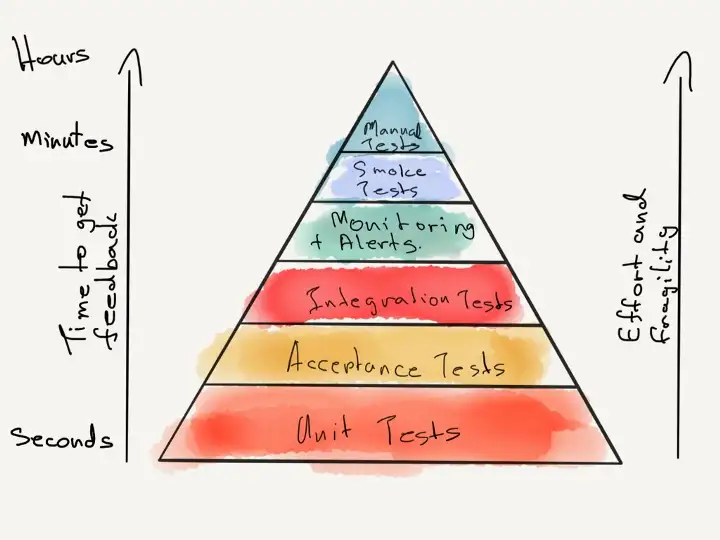 Hours
Minutes
Time to get
feedback
Seconds
Manual
Tests
Smoke
Tests
Monitoring
+ Alerts.
Integration Tests
Acceptance Tests
Unit Tests
Effort and
Fragility